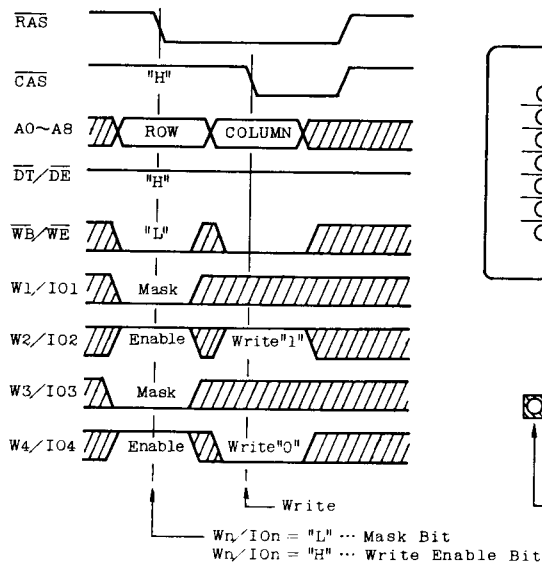 RAS
CAS "H"
A0~A8 ROW COLUMN
DT/DE "H"
WB/WE "L"
W1/IO1 Mask
W2/IO2 Enable Write"1"
W3/IO3 Mask
W4/IO4 Enable Write"0"
Write
Wn/IOn = "L" ··· Mask Bit
Wn/IOn = "H" ··· Write Enable Bit